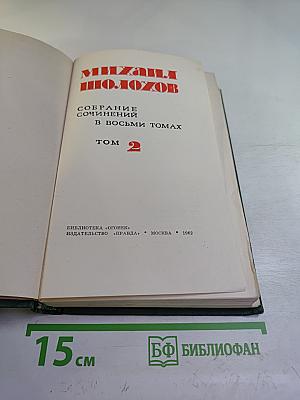 МИХАИЛ
ШОЛОХОВ
СОБРАНИЕ
СОЧИНЕНИЙ
В ВОСЬМИ ТОМАХ
ТОМ 2
БИБЛИОТЕКА «ОГОНЕК»
ИЗДАТЕЛЬСТВО «ПРАВДА» • МОСКВА • 1962
15 см
БФ БИБЛИОФАН